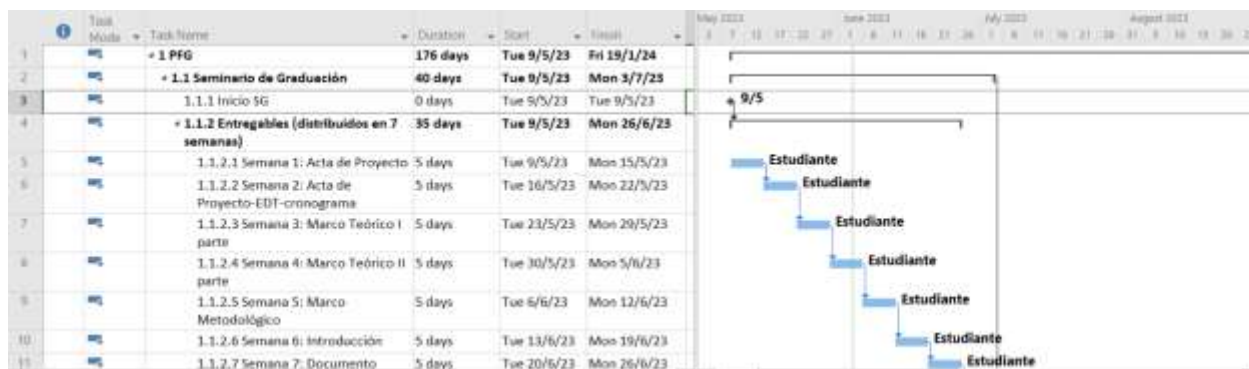 Task Mode Task Name Duration Start Finish May 2023 June 2023 July 2023 August 2023
1 1 PFG 176 days Tue 9/5/23 Fri 19/1/24
2 1.1 Seminario de Graduación 40 days Tue 9/5/23 Mon 3/7/23
3 1.1.1 Inicio SG 0 days Tue 9/5/23 Tue 9/5/23 9/5
4 1.1.2 Entregables (distribuidos en 7 35 days Tue 9/5/23 Mon 26/6/23
semanas)
5 1.1.2.1 Semana 1: Acta de Proyecto 5 days Tue 9/5/23 Mon 15/5/23 Estudiante
6 1.1.2.2 Semana 2: Acta de 5 days Tue 16/5/23 Mon 22/5/23 Estudiante
Proyecto-EDT-cronograma
7 1.1.2.3 Semana 3: Marco Teórico I 5 days Tue 23/5/23 Mon 29/5/23 Estudiante
parte
8 1.1.2.4 Semana 4: Marco Teórico II 5 days Tue 30/5/23 Mon 5/6/23 Estudiante
parte
9 1.1.2.5 Semana 5: Marco 5 days Tue 6/6/23 Mon 12/6/23 Estudiante
Metodológico
10 1.1.2.6 Semana 6: Introducción 5 days Tue 13/6/23 Mon 19/6/23 Estudiante
11 1.1.2.7 Semana 7: Documento 5 days Tue 20/6/23 Mon 26/6/23 Estudiante